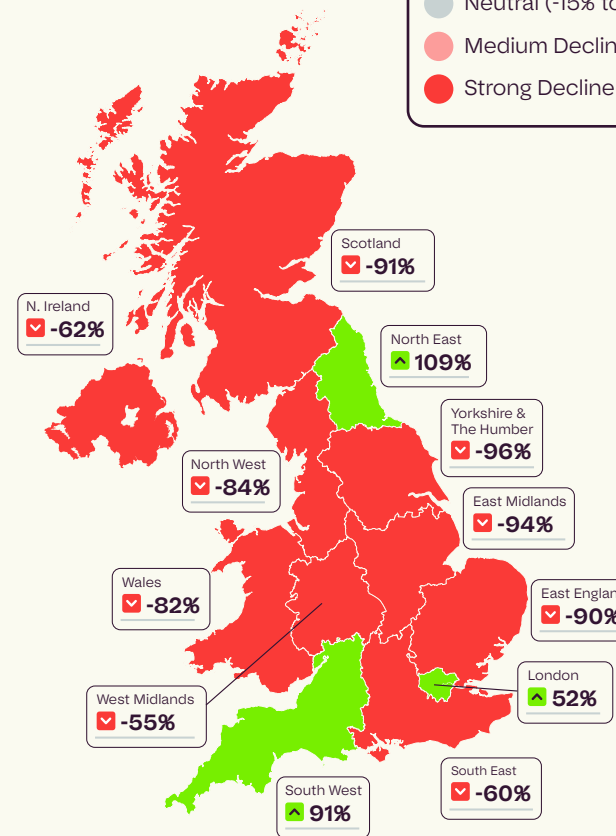 Neutral (-15% to
Medium Declin
Strong Decline
Scotland
-91%
N. Ireland
-62%
North East
109%
Yorkshire &
The Humber
-96%
North West
-84%
East Midlands
-94%
Wales
-82%
East Englan
-90%
London
52%
West Midlands
-55%
South East
-60%
South West
91%